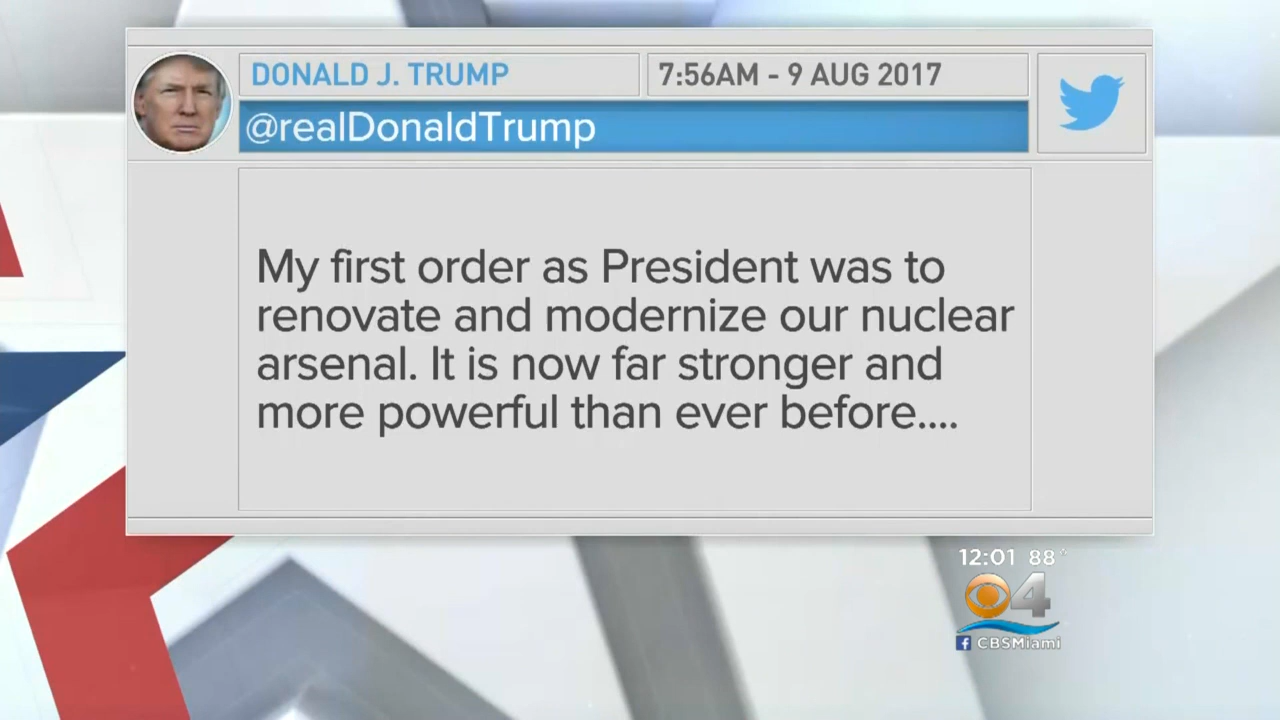 DONALD J. TRUMP
7:56AM - 9 AUG 2017
@realDonaldTrump
My first order as President was to
renovate and modernize our nuclear
arsenal. It is now far stronger and
more powerful than ever before....
12:01 88°
4
f CBSMiami